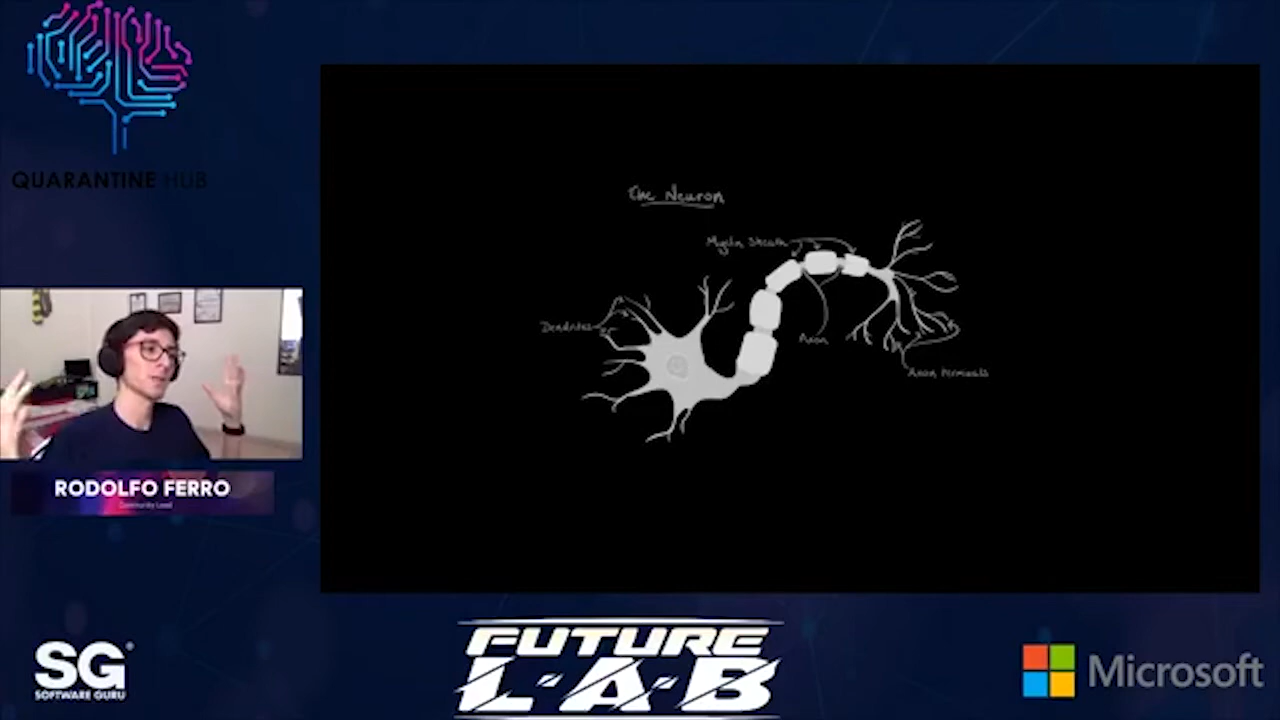 QUARANTINE HUB
The Neuron
Myelin Sheath
Dendrites
Axon
Axon terminals
RODOLFO FERRO
Community Lead
SG
SOFTWARE GURU
FUTURE
L·A·B
Microsoft